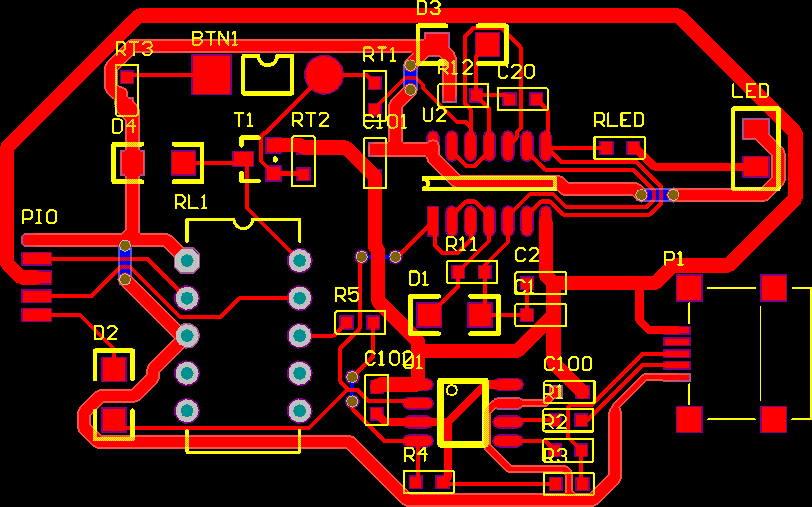 D3
BTN1
RT3
RT1
R12
C20
LED
U2
D4
T1
RT2
C101
RLED
RL1
PIO
R11
C2
P1
D1
C1
R5
D2
C100
C100
R1
R2
R4
R3